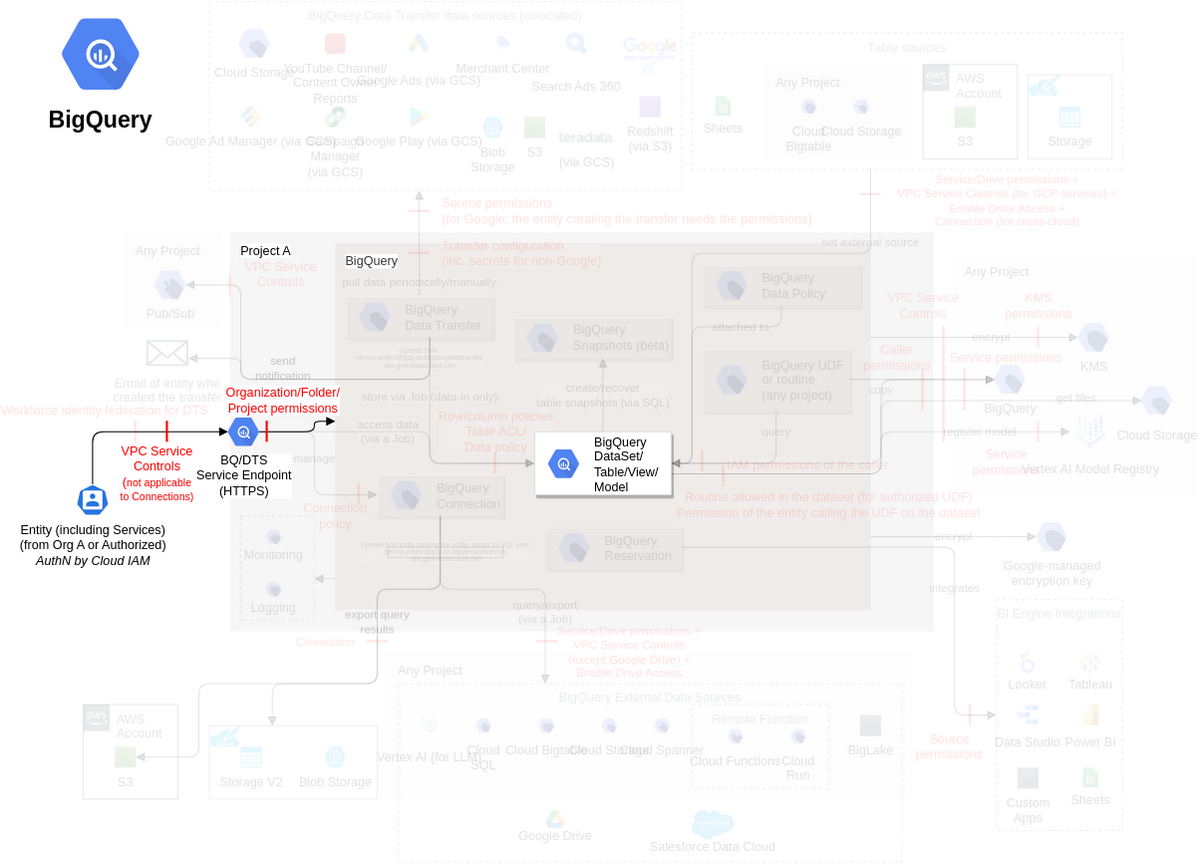 BigQuery
BigQuery Data Transfer data sources (colocated)
Cloud Storage
YouTube Channel/
Content Owner
Reports
Google Ads (via GCS)
Merchant Center
Search Ads 360
Google
Google Ad Manager (via GCS)
Campaign
Manager
(via GCS)
Google Play (via GCS)
Blob
Storage
S3
teradata.
(via GCS)
Redshift
(via S3)
Table sources
Sheets
Any Project
Cloud
Bigtable
Cloud Storage
aws
AWS
Account
S3
Storage
Source permissions
(for Google, the entity creating the transfer needs the permissions)
Transfer configuration
(inc. secrets for non-Google)
Service/Drive permissions +
VPC Service Controls (for GCP services) +
Enable Drive Access +
Connection (for cross-cloud)
set external source
Any Project
Pub/Sub
VPC Service
Controls
Project A
BigQuery
pull data periodically/manually
BigQuery
Data Transfer
BigQuery
Snapshots (beta)
BigQuery
Data Policy
attached to
BigQuery UDF
or routine
(any project)
Any Project
VPC Service
Controls
KMS
permissions
encrypt
KMS
Caller
permissions
Service permissions
copy
BigQuery
get files
Cloud Storage
register model
Service
permissions
Vertex AI Model Registry
send
notification
Email of entity who
created the transfer
Workforce identity federation for DTS
Organization/Folder/
Project permissions
store via Job (data-in only)
create/recover
table snapshots (via SQL)
access data
(via a Job)
Row/column policies
Table ACL/
Data policy
query
VPC Service
Controls
(not applicable
to Connections)
BQ/DTS
Service Endpoint
(HTTPS)
manage
BigQuery
DataSet/
Table/View/
Model
IAM permissions of the caller
Routine allowed in the dataset (for authorized UDF)
Permission of the entity calling the UDF on the dataset
Entity (including Services)
(from Org A or Authorized)
AuthN by Cloud IAM
Connection
policy
BigQuery
Connection
Monitoring
Logging
BigQuery
Reservation
encrypt
Google-managed
encryption key
integrates
export query
results
query/export
(via a Job)
Connection
Service/Drive permissions +
VPC Service Controls
(except Google Drive) +
Enable Drive Access
Any Project
BigQuery External Data Sources
Vertex AI (for LLM)
Cloud
SQL
Cloud Bigtable
Cloud Storage
Cloud Spanner
Remote Function
Cloud Functions
Cloud
Run
BigLake
Google Drive
Salesforce Data Cloud
aws
AWS
Account
S3
Storage V2
Blob Storage
BI Engine Integrations
Looker
Tableau
Data Studio
Power BI
Source
permissions
Custom
Apps
Sheets